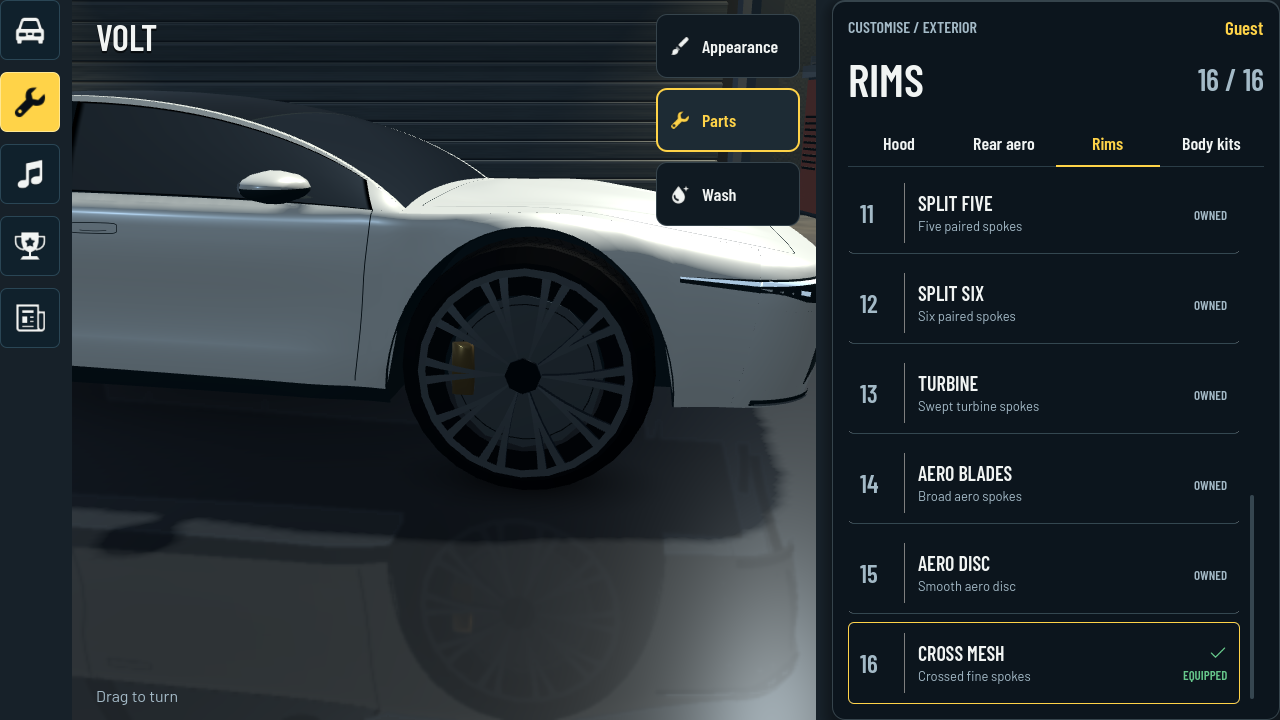 VOLT
Appearance
Parts
Wash
Drag to turn
CUSTOMISE / EXTERIOR
Guest
RIMS
16 / 16
Hood
Rear aero
Rims
Body kits
11
SPLIT FIVE
Five paired spokes
OWNED
12
SPLIT SIX
Six paired spokes
OWNED
13
TURBINE
Swept turbine spokes
OWNED
14
AERO BLADES
Broad aero spokes
OWNED
15
AERO DISC
Smooth aero disc
OWNED
16
CROSS MESH
Crossed fine spokes
EQUIPPED